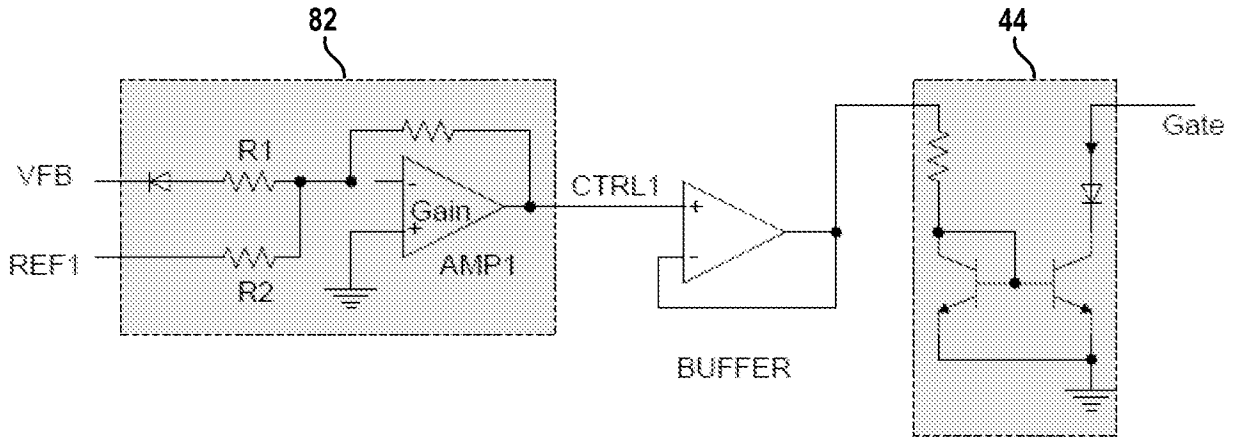 82
44
VFB
R1
REF1
R2
-
Gain
+
AMP1
CTRL1
+
-
BUFFER
Gate